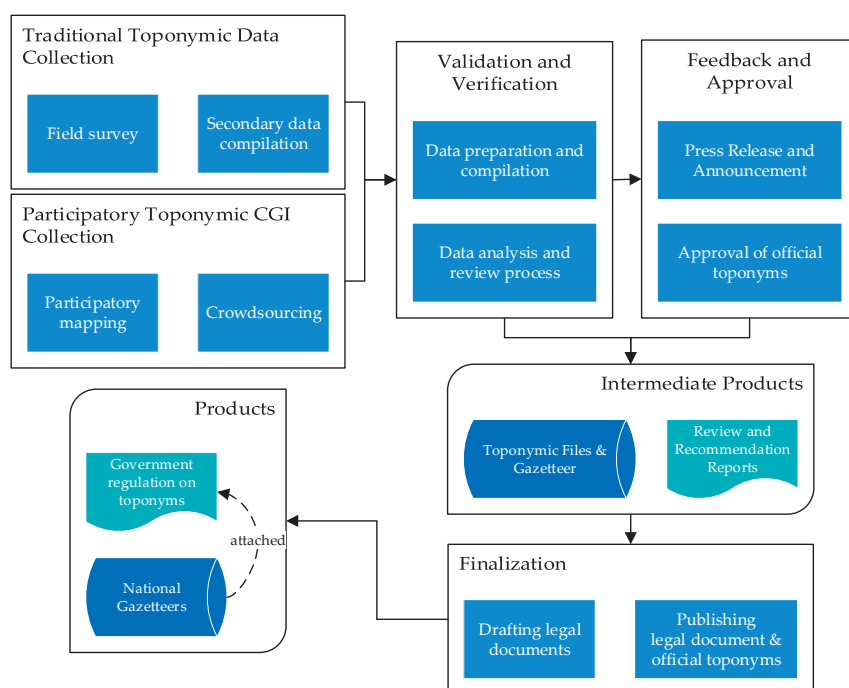 Traditional Toponymic Data
Collection
Field survey
Secondary data
compilation
Participatory Toponymic CGI
Collection
Participatory
mapping
Crowdsourcing
Validation and
Verification
Data preparation and
compilation
Data analysis and
review process
Feedback and
Approval
Press Release and
Announcement
Approval of official
toponyms
Intermediate Products
Toponymic Files &
Gazetteer
Review and
Recommendation
Reports
Finalization
Drafting legal
documents
Publishing
legal document &
official toponyms
Products
Government
regulation on
toponyms
attached
National
Gazetteers